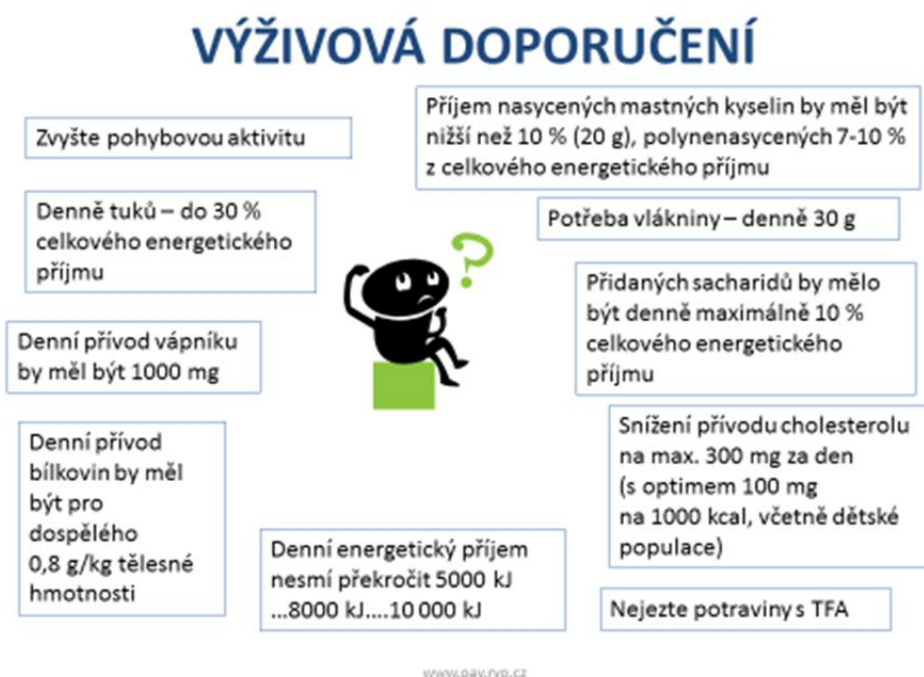 VÝŽIVOVÁ DOPORUČENÍ
Zvyšte pohybovou aktivitu
Příjem nasycených mastných kyselin by měl být
nižší než 10 % (20 g), polynenasycených 7-10 %
z celkového energetického příjmu
Denně tuků – do 30 %
celkového energetického
příjmu
Potřeba vlákniny – denně 30 g
?
Přidaných sacharidů by mělo
být denně maximálně 10 %
celkového energetického
příjmu
Denní přívod vápníku
by měl být 1000 mg
Snížení přívodu cholesterolu
na max. 300 mg za den
(s optimem 100 mg
na 1000 kcal, včetně dětské
populace)
Denní přívod
bílkovin by měl
být pro
dospělého
0,8 g/kg tělesné
hmotnosti
Denní energetický příjem
nesmí překročit 5000 kJ
...8000 kJ....10 000 kJ
Nejezte potraviny s TFA
www.pav.rvp.cz